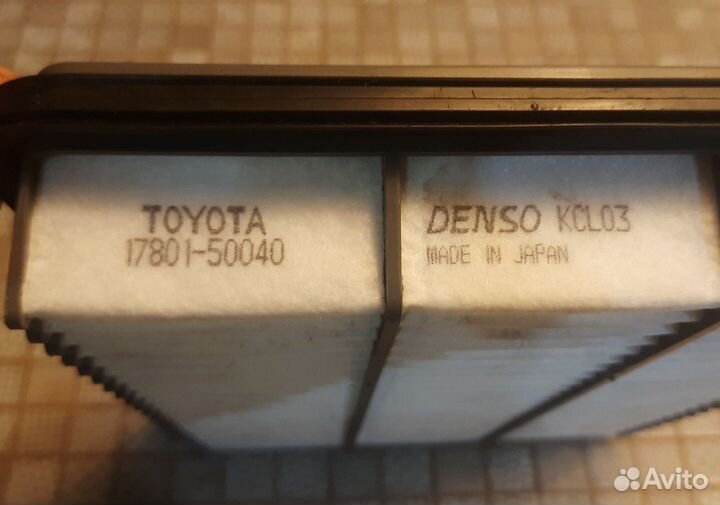 TOYOTA
17801-50040
DENSO KCL03
MADE IN JAPAN
Avito